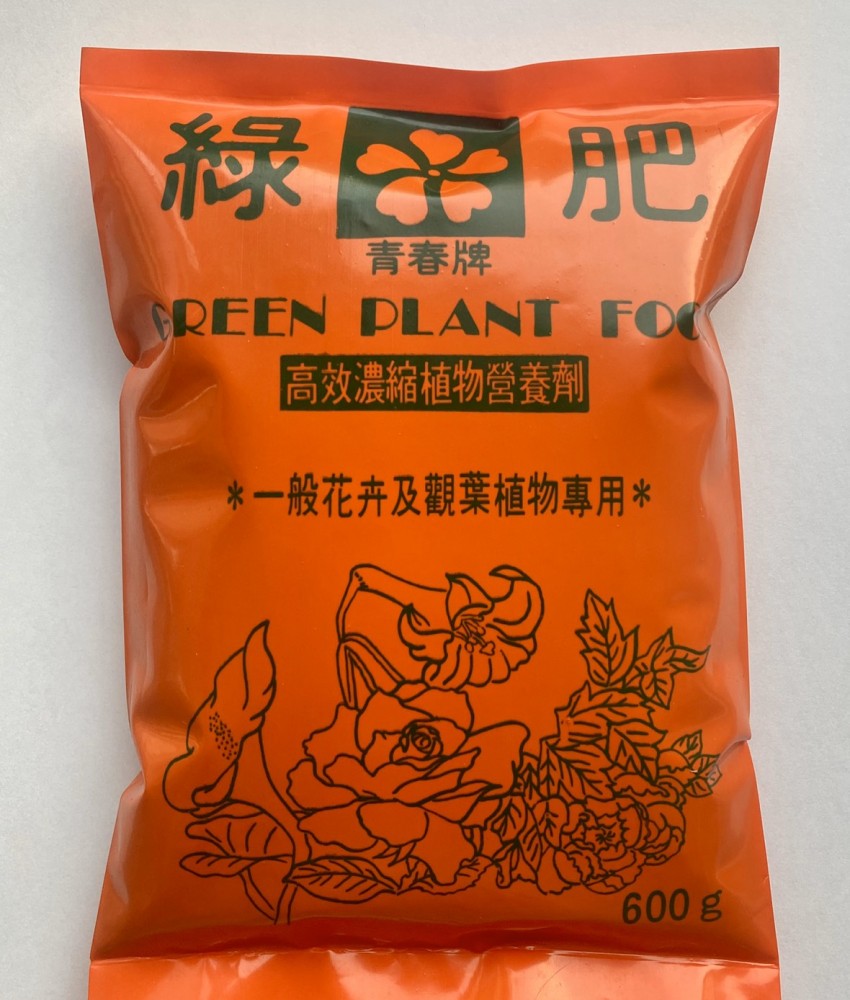 綠 肥
青春牌
GREEN PLANT FOO
高效濃縮植物營養劑
*一般花卉及觀葉植物專用*
600 g